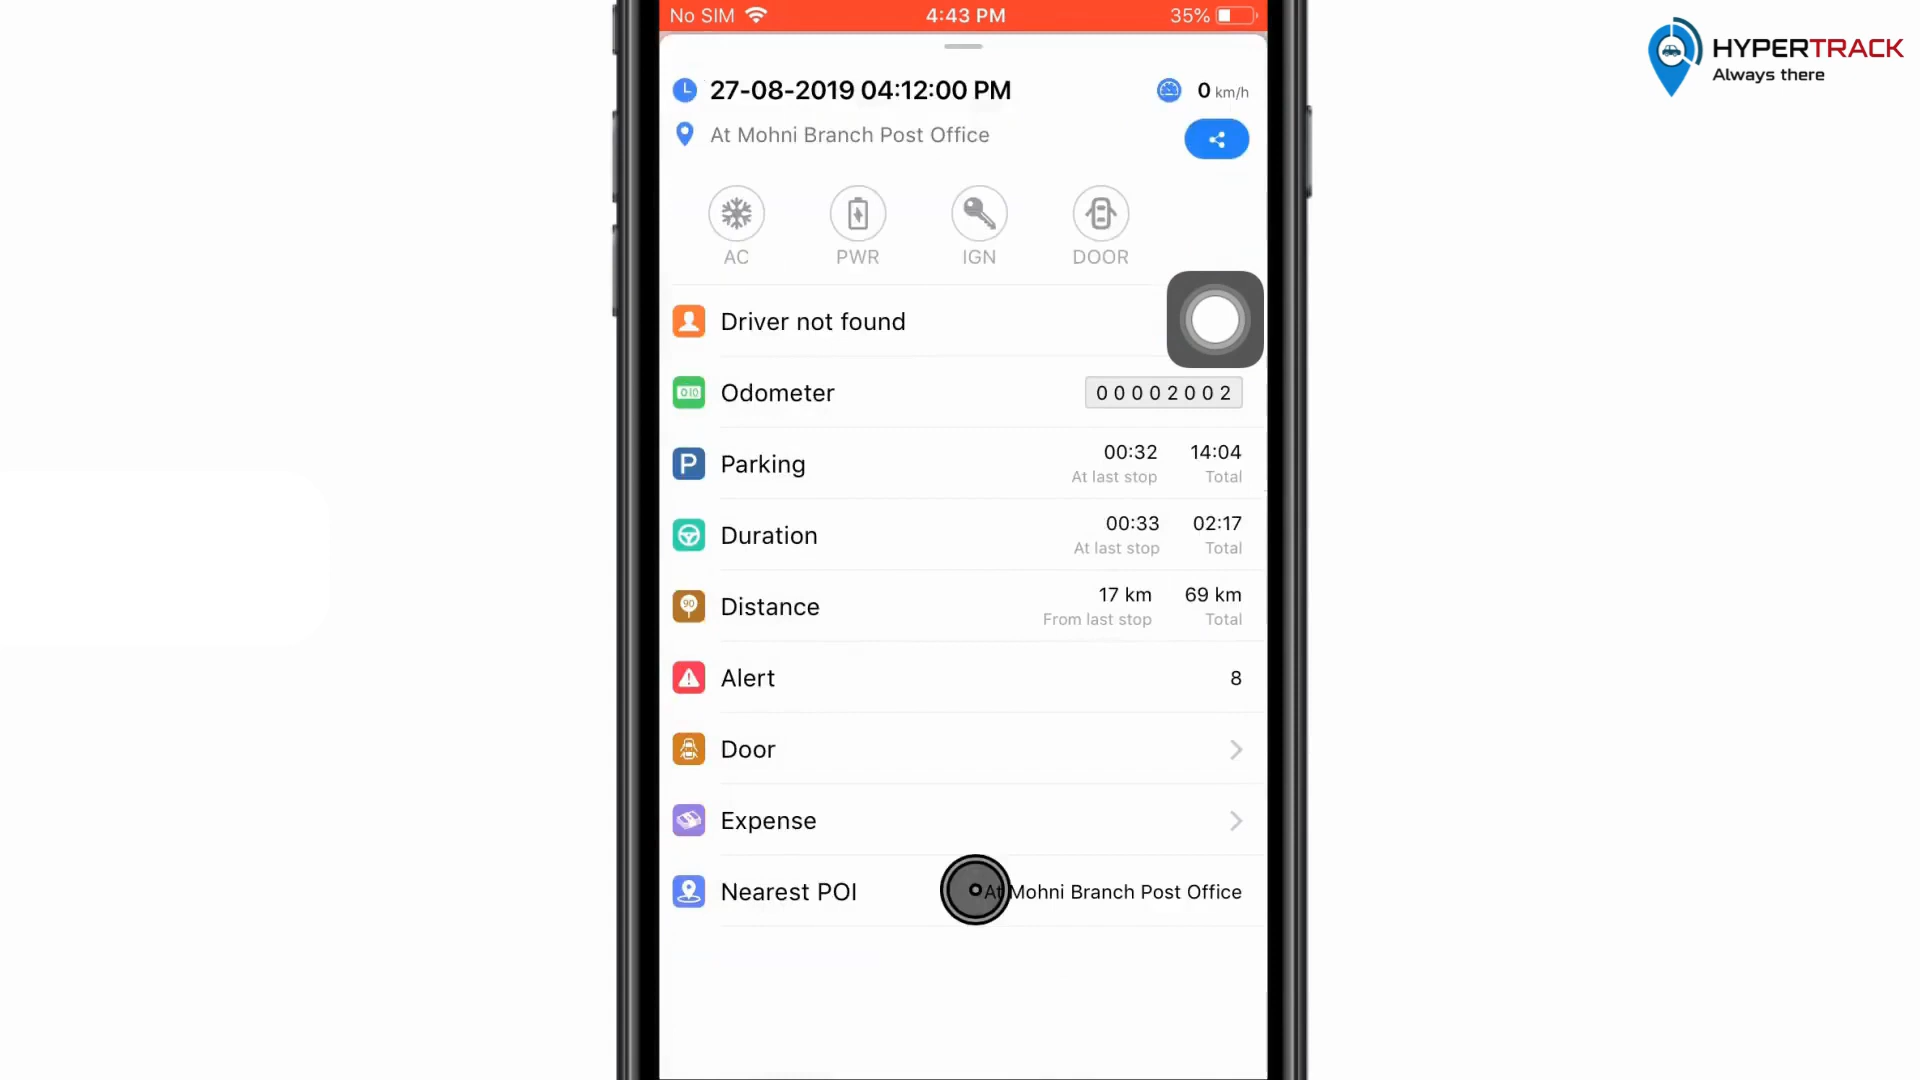 No SIM 4:43 PM 35%
HYPERTRACK
Always there
27-08-2019 04:12:00 PM 0 km/h
At Mohni Branch Post Office
AC PWR IGN DOOR
Driver not found
Odometer 00002002
Parking 00:32 14:04
At last stop Total
Duration 00:33 02:17
At last stop Total
Distance 17 km 69 km
From last stop Total
Alert 8
Door
Expense
Nearest POI At Mohni Branch Post Office